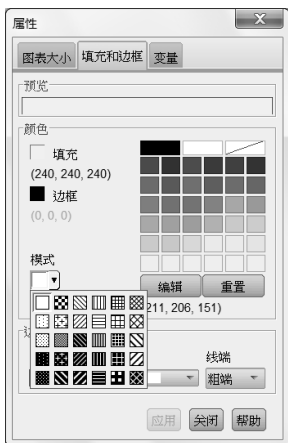 属性
图表大小 填充和边框 变量
预览
颜色
填充
(240, 240, 240)
边框
(0, 0, 0)
模式
编辑 重置
211, 206, 151)
线端
粗端
应用 关闭 帮助